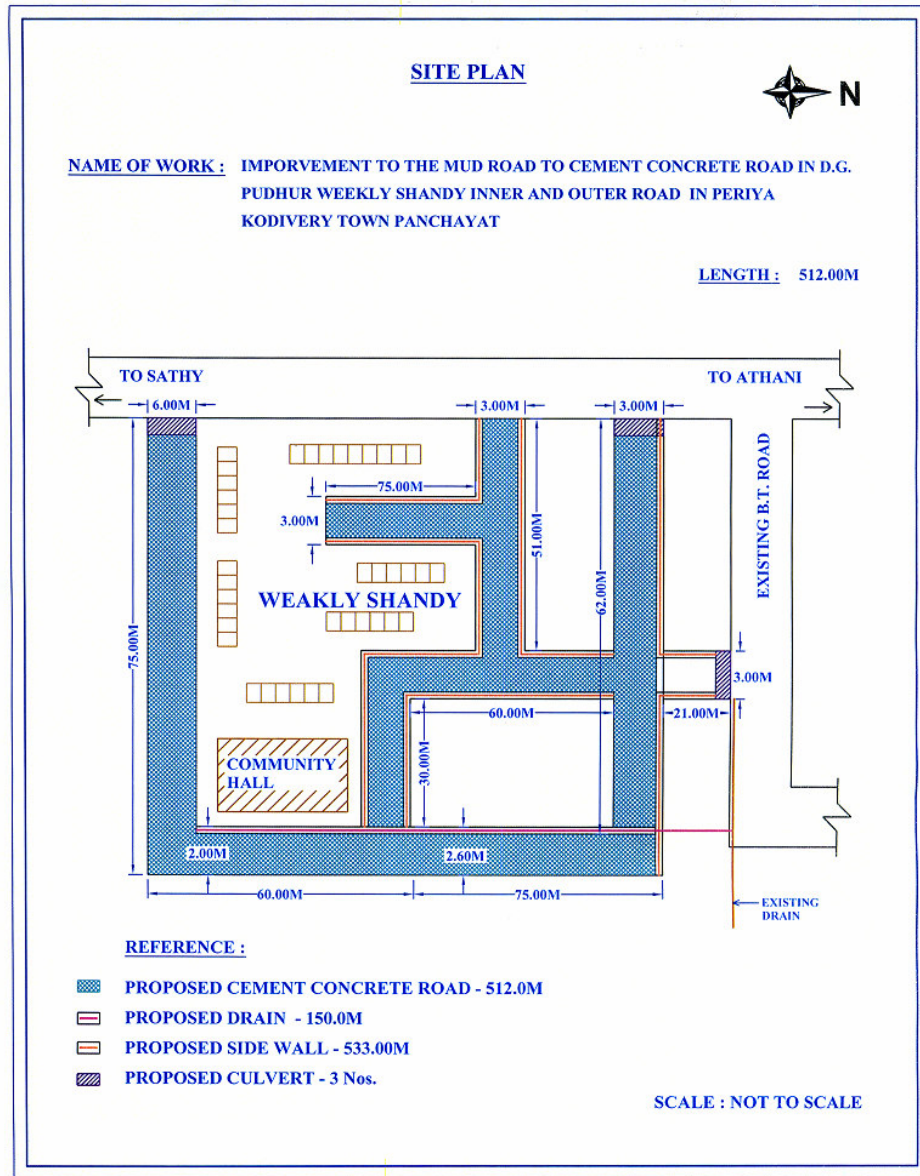 SITE PLAN
N
NAME OF WORK : IMPORVEMENT TO THE MUD ROAD TO CEMENT CONCRETE ROAD IN D.G.
PUDHUR WEEKLY SHANDY INNER AND OUTER ROAD IN PERIYA
KODIVERY TOWN PANCHAYAT
LENGTH : 512.00M
TO SATHY
TO ATHANI
6.00M
3.00M
3.00M
75.00M
3.00M
51.00M
62.00M
EXISTING B.T. ROAD
WEAKLY SHANDY
75.00M
3.00M
60.00M
21.00M
30.00M
COMMUNITY
HALL
2.00M
2.60M
60.00M
75.00M
EXISTING
DRAIN
REFERENCE :
PROPOSED CEMENT CONCRETE ROAD - 512.0M
PROPOSED DRAIN - 150.0M
PROPOSED SIDE WALL - 533.00M
PROPOSED CULVERT - 3 Nos.
SCALE : NOT TO SCALE